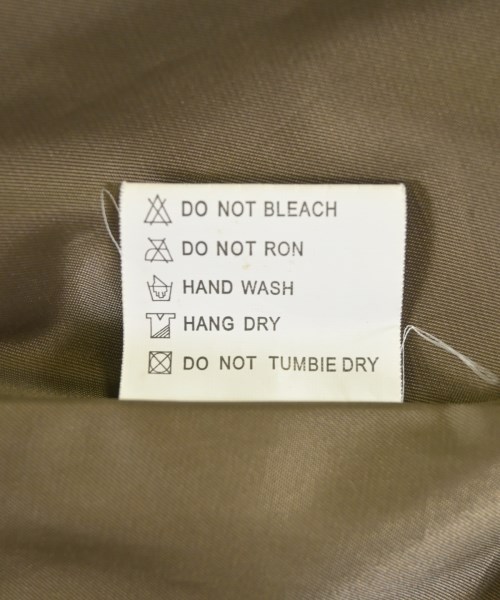 DO NOT BLEACH
DO NOT RON
HAND WASH
HANG DRY
DO NOT TUMBIE DRY